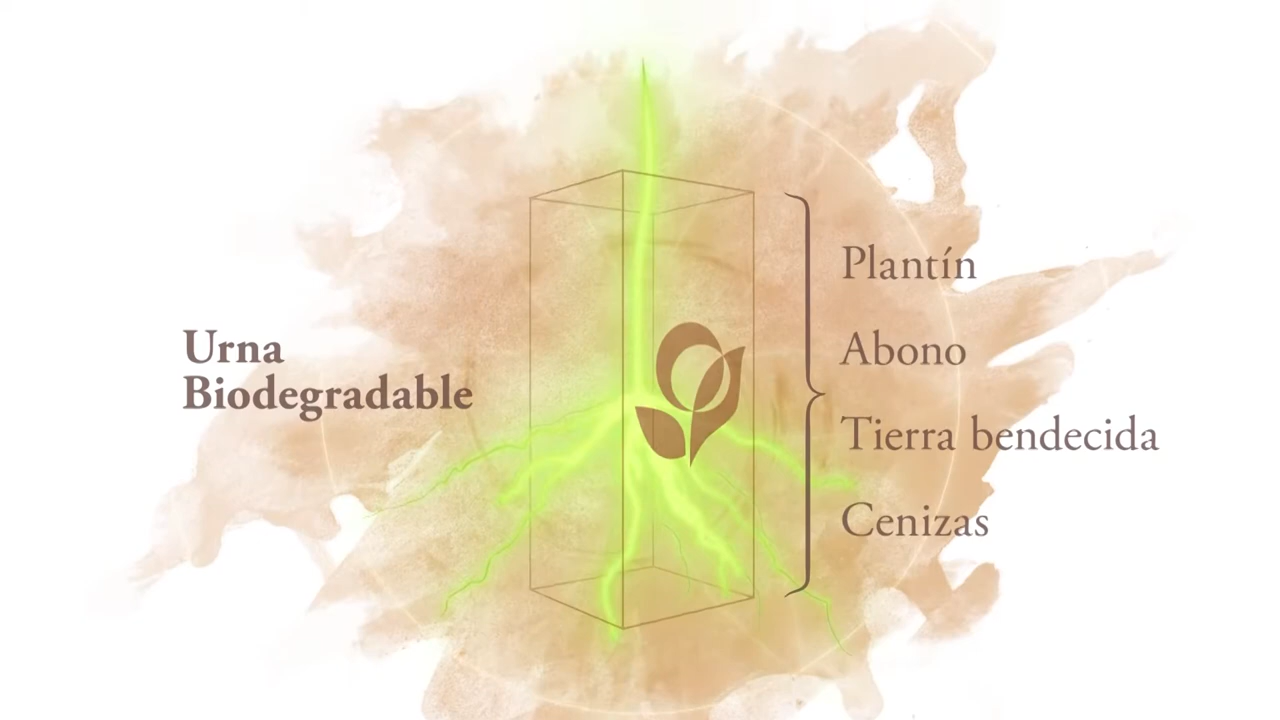 Urna
Biodegradable
Plantín
Abono
Tierra bendecida
Cenizas